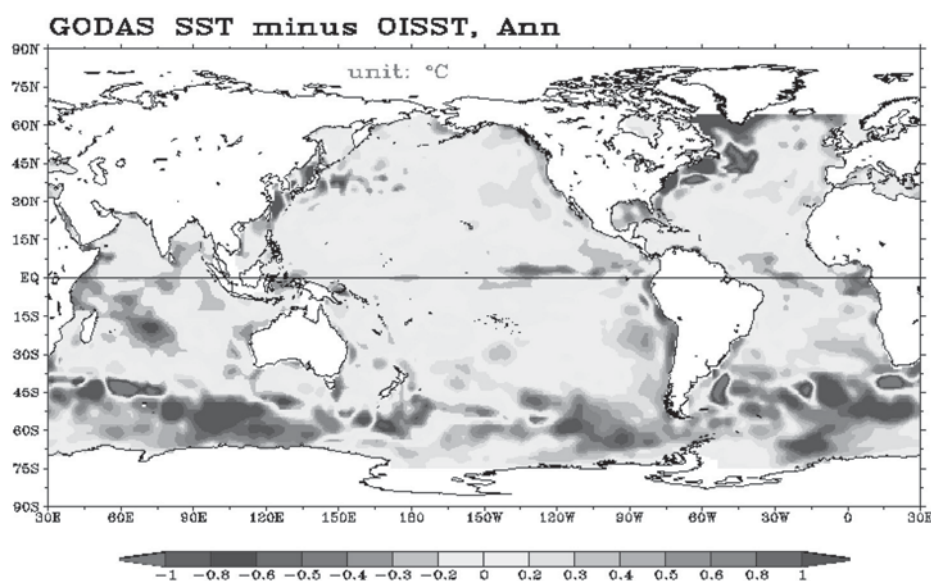 GODAS SST minus OISST, Ann
unit: °C
90N
75N
60N
45N
30N
15N
EQ
15S
30S
45S
60S
75S
90S
30E 60E 90E 120E 150E 180 150W 120W 90W 60W 30W 0 30E
-1 -0.8 -0.6 -0.5 -0.4 -0.3 -0.2 0 0.2 0.3 0.4 0.5 0.6 0.8 1